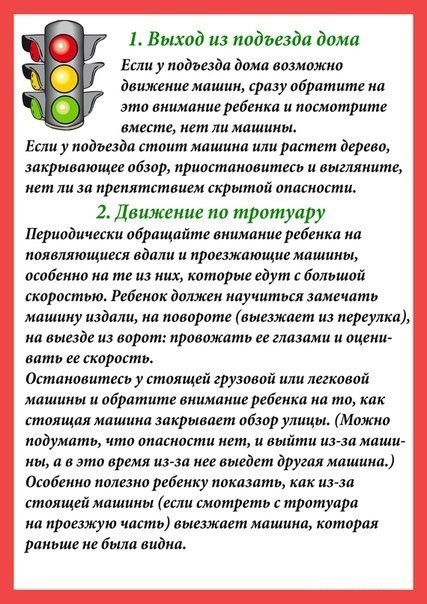 1. Выход из подъезда дома
Если у подъезда дома возможно
движение машин, сразу обратите на
это внимание ребенка и посмотрите
вместе, нет ли машины.
Если у подъезда стоит машина или растет дерево,
закрывающее обзор, приостановитесь и выгляните,
нет ли за препятствием скрытой опасности.
2. Движение по тротуару
Периодически обращайте внимание ребенка на
появляющиеся вдали и проезжающие машины,
особенно на те из них, которые едут с большой
скоростью. Ребенок должен научиться замечать
машину издали, на повороте (выезжает из переулка),
на выезде из ворот: провожать ее глазами и оцени-
вать ее скорость.
Остановитесь у стоящей грузовой или легковой
машины и обратите внимание ребенка на то, как
стоящая машина закрывает обзор улицы. (Можно
подумать, что опасности нет, и выйти из-за маши-
ны, а в это время из-за нее выедет другая машина.)
Особенно полезно ребенку показать, как из-за
стоящей машины (если смотреть с тротуара
на проезжую часть) выезжает машина, которая
раньше не была видна.